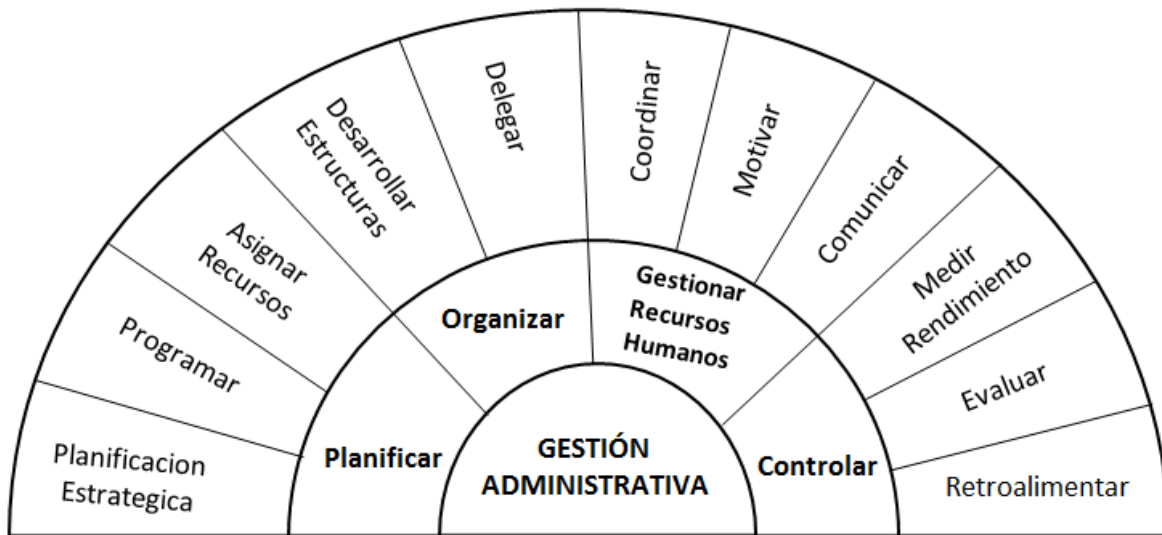 Planificacion
Estrategica
Programar
Asignar
Recursos
Desarrollar
Estructuras
Delegar
Coordinar
Motivar
Comunicar
Medir
Rendimiento
Evaluar
Retroalimentar
Planificar
Organizar
Gestionar
Recursos
Humanos
Controlar
GESTIÓN
ADMINISTRATIVA